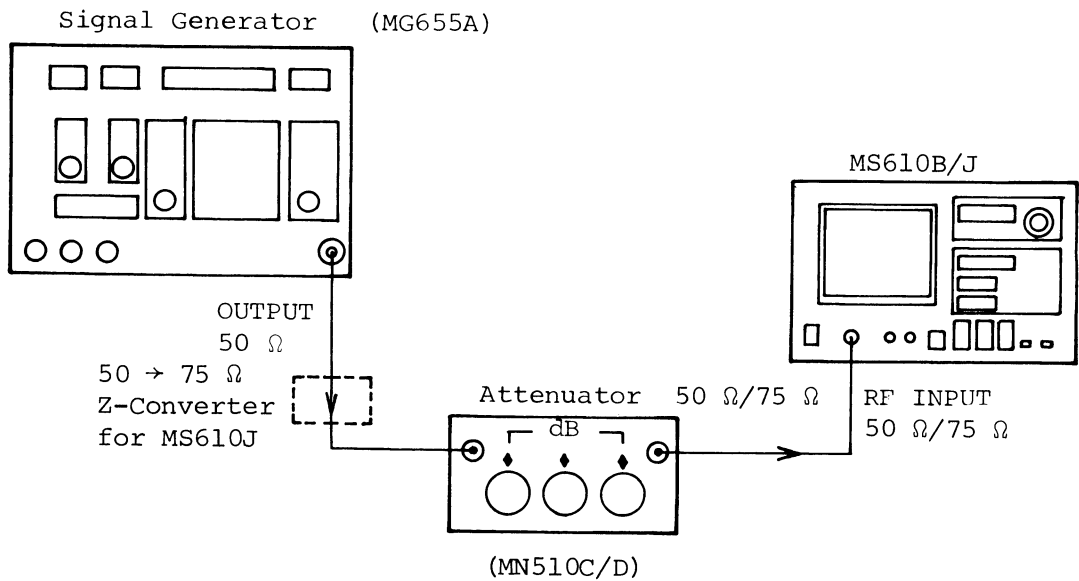 Signal Generator (MG655A)
MS610B/J
OUTPUT
50 Ω
50 → 75 Ω
Z-Converter
for MS610J
Attenuator 50 Ω/75 Ω
dB
RF INPUT
50 Ω/75 Ω
(MN510C/D)